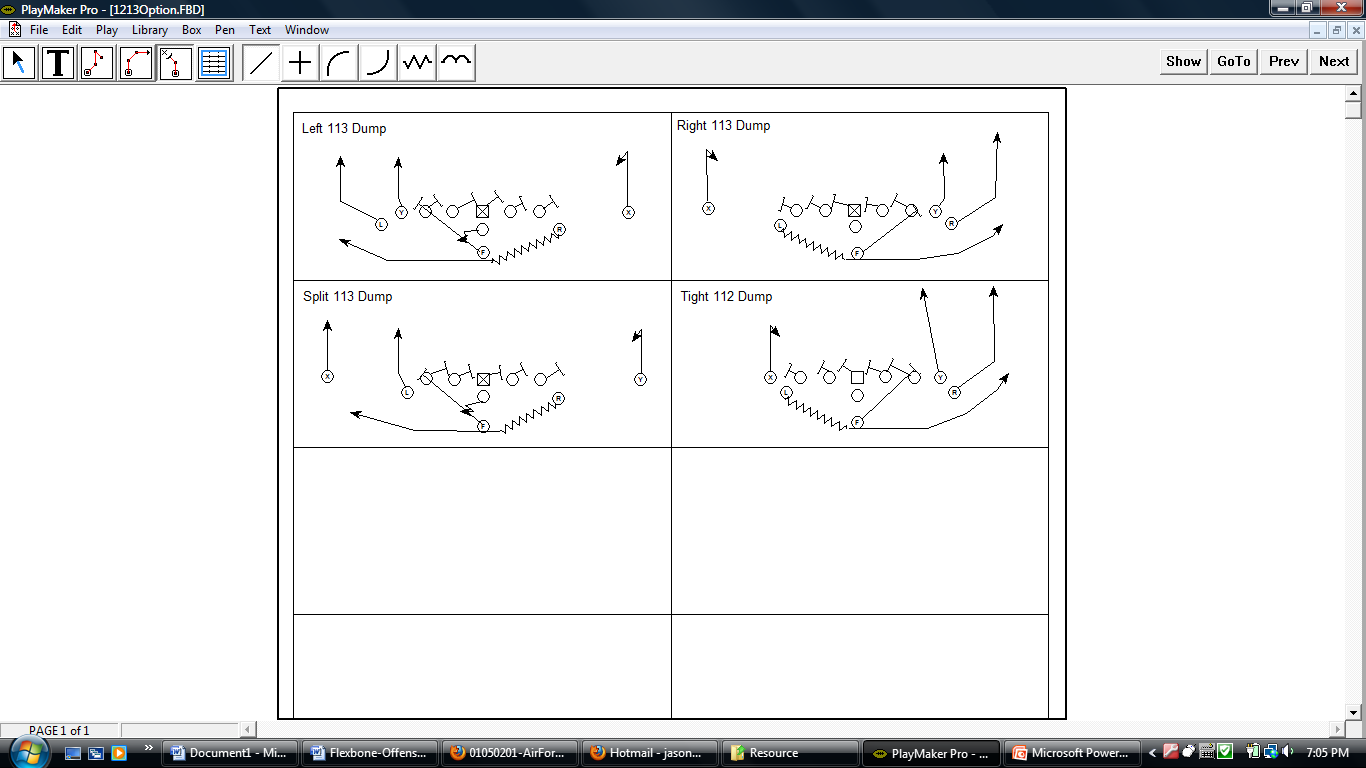 PlayMaker Pro - [1213Option.FBD]
File Edit Play Library Box Pen Text Window
T
Show GoTo Prev Next
Left 113 Dump
L Y F R X
Right 113 Dump
X L F Y R
Split 113 Dump
X L F R Y
Tight 112 Dump
X L F Y R
PAGE 1 of 1
Document1 - Mi... Flexbone-Offens... 01050201-AirFor... Hotmail - jason... Resource PlayMaker Pro - ... Microsoft Power... 7:05 PM